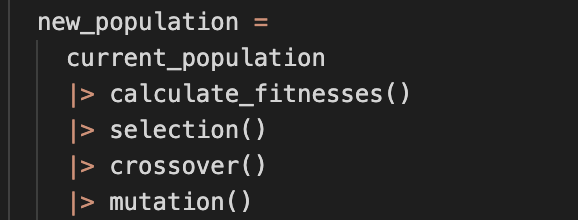 new_population =
current_population
|> calculate_fitnesses()
|> selection()
|> crossover()
|> mutation()